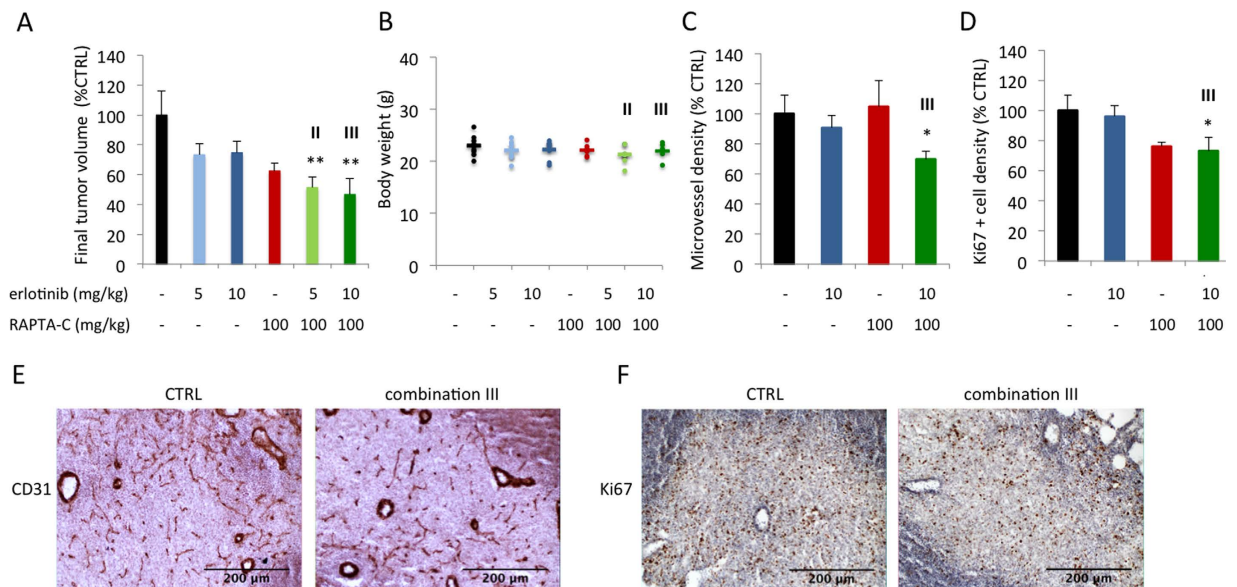 A
B
C
D
Final tumor volume (%CTRL)
140
120
100
80
60
40
20
0
II
III
**
**
Body weight (g)
40
30
20
10
0
II
III
Microvessel density (% CTRL)
140
120
100
80
60
40
20
0
III
*
Ki67 + cell density (% CTRL)
140
120
100
80
60
40
20
0
III
*
erlotinib (mg/kg) - 5 10 - 5 10 - 5 10 - 5 10 - 10 - 10 - 10 - 10
RAPTA-C (mg/kg) - - - 100 100 100 - - - 100 100 100 - - 100 100 - - 100 100
E
F
CTRL combination III CTRL combination III
CD31
Ki67
200 µm
200 µm
200 µm
200 µm